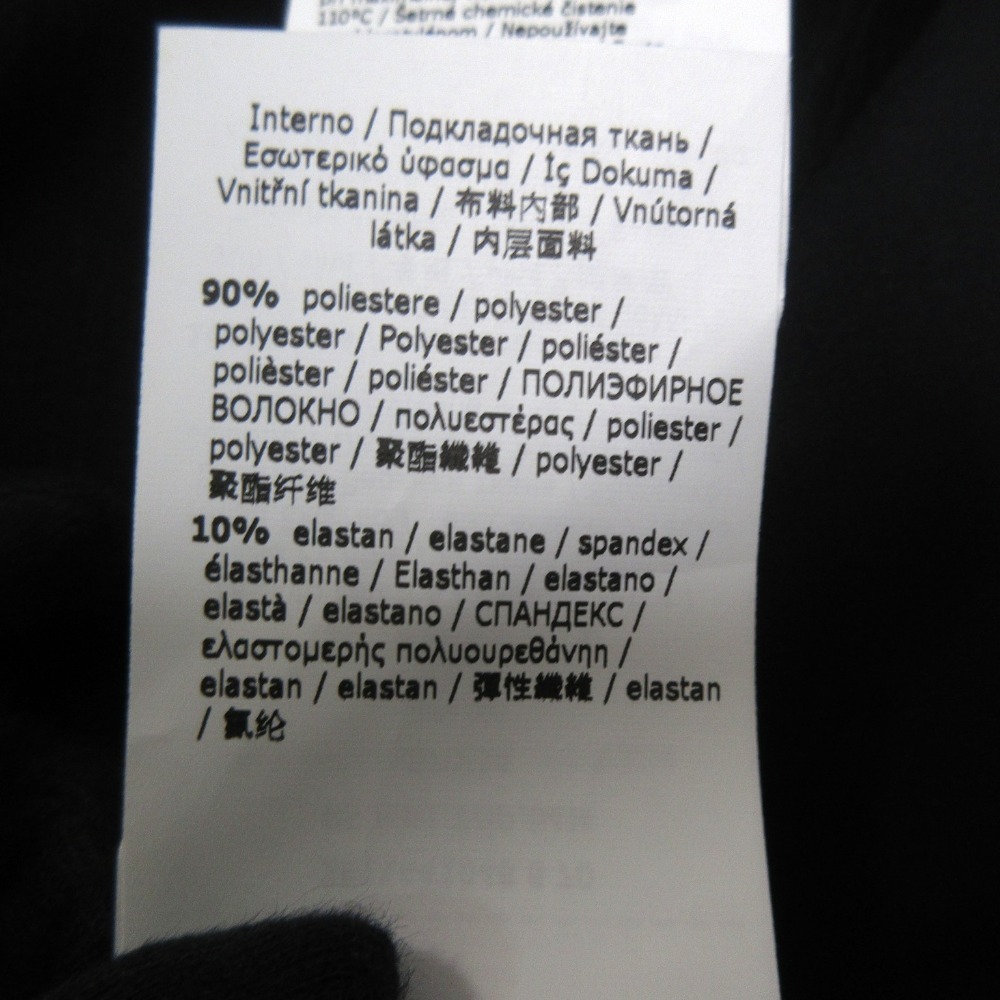 110°C / Šetrné chemické čistenie
/ Nepoužívajte
Interno / Подкладочная ткань /
Εσωτερικό ύφασμα / İç Dokuma /
Vnitřní tkanina / 布料內部 / Vnútorná
látka / 内层面料
90% poliestere / polyester /
polyester / Polyester / poliéster /
polièster / poliéster / ПОЛИЭФИРНОЕ
ВОЛОКНО / πολυεστέρας / poliester /
polyester / 聚酯纖維 / polyester /
聚酯纤维
10% elastan / elastane / spandex /
élasthanne / Elasthan / elastano /
elastà / elastano / СПАНДЕКС /
ελαστομερής πολυουρεθάνηη /
elastan / elastan / 彈性纖維 / elastan
/ 氨纶